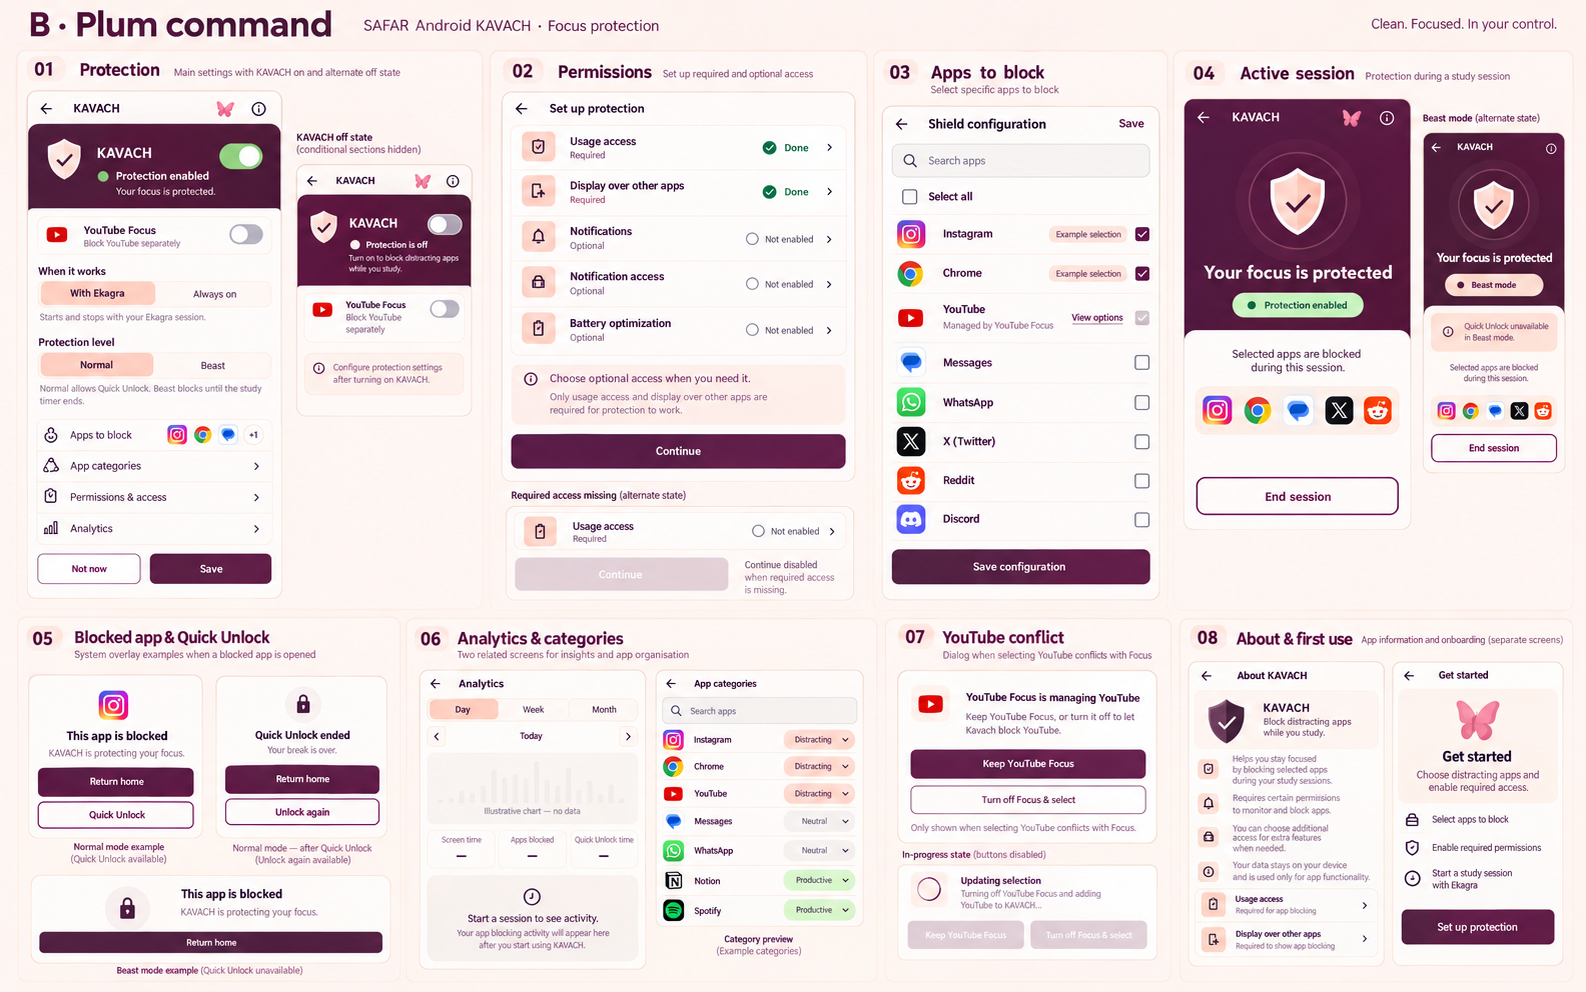 B · Plum command
SAFAR Android KAVACH · Focus protection
Clean. Focused. In your control.
01 Protection Main settings with KAVACH on and alternate off state
KAVACH
KAVACH
Protection enabled
Your focus is protected.
YouTube Focus
Block YouTube separately
When it works
With Ekagra Always on
Starts and stops with your Ekagra session.
Protection level
Normal Beast
Normal allows Quick Unlock. Beast blocks until the study
timer ends.
Apps to block +1
App categories
Permissions & access
Analytics
Not now Save
KAVACH off state
(conditional sections hidden)
KAVACH
KAVACH
Protection is off
Turn on to block distracting apps
while you study.
YouTube Focus
Block YouTube
separately
Configure protection settings
after turning on KAVACH.
02 Permissions Set up required and optional access
Set up protection
Usage access
Required
Done
Display over other apps
Required
Done
Notifications
Optional
Not enabled
Notification access
Optional
Not enabled
Battery optimization
Optional
Not enabled
Choose optional access when you need it.
Only usage access and display over other apps are
required for protection to work.
Continue
Required access missing (alternate state)
Usage access
Required
Not enabled
Continue
Continue disabled
when required access
is missing.
03 Apps to block
Select specific apps to block
Shield configuration Save
Search apps
Select all
Instagram Example selection
Chrome Example selection
YouTube
Managed by YouTube Focus
View options
Messages
WhatsApp
X (Twitter)
Reddit
Discord
Save configuration
04 Active session Protection during a study session
KAVACH
Your focus is protected
Protection enabled
Selected apps are blocked
during this session.
End session
Beast mode (alternate state)
KAVACH
Your focus is protected
Beast mode
Quick Unlock unavailable
in Beast mode.
Selected apps are blocked
during this session.
End session
05 Blocked app & Quick Unlock
System overlay examples when a blocked app is opened
This app is blocked
KAVACH is protecting your focus.
Return home
Quick Unlock
Normal mode example
(Quick Unlock available)
Quick Unlock ended
Your break is over.
Return home
Unlock again
Normal mode — after Quick Unlock
(Unlock again available)
This app is blocked
KAVACH is protecting your focus.
Return home
Beast mode example (Quick Unlock unavailable)
06 Analytics & categories
Two related screens for insights and app organisation
Analytics
Day Week Month
Today
Illustrative chart — no data
Screen time Apps blocked Quick Unlock time
— — —
Start a session to see activity.
Your app blocking activity will appear here
after you start using KAVACH.
App categories
Search apps
Instagram Distracting
Chrome Distracting
YouTube Distracting
Messages Neutral
WhatsApp Neutral
Notion Productive
Spotify Productive
Category preview
(Example categories)
07 YouTube conflict
Dialog when selecting YouTube conflicts with Focus
YouTube Focus is managing YouTube
Keep YouTube Focus, or turn it off to let
Kavach block YouTube.
Keep YouTube Focus
Turn off Focus & select
Only shown when selecting YouTube conflicts with Focus.
In-progress state (buttons disabled)
Updating selection
Turning off YouTube Focus and adding
YouTube to KAVACH...
Keep YouTube Focus Turn off Focus & select
08 About & first use App information and onboarding (separate screens)
About KAVACH
KAVACH
Block distracting apps
while you study.
Helps you stay focused
by blocking selected apps
during your study sessions.
Requires certain permissions
to monitor and block apps.
You can choose additional
access for extra features
when needed.
Your data stays on your device
and is used only for app functionality.
Usage access
Required for app blocking
Display over other apps
Required to show app blocking
Get started
Get started
Choose distracting apps and
enable required access.
Select apps to block
Enable required permissions
Start a study session
with Ekagra
Set up protection